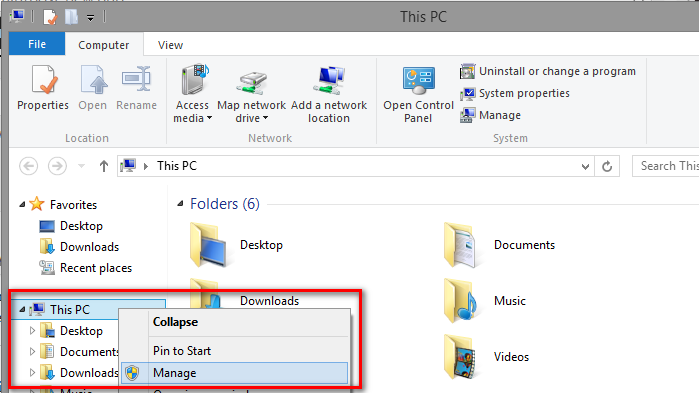 This PC
File Computer View
Properties Open Rename Access media Map network drive Add a network location Open Control Panel Uninstall or change a program
System properties
Manage
Location Network System
This PC Search This
Favorites
Desktop
Downloads
Recent places
This PC
Desktop
Documents
Downloads
Folders (6)
Desktop Documents
Downloads Music
Videos
Collapse
Pin to Start
Manage